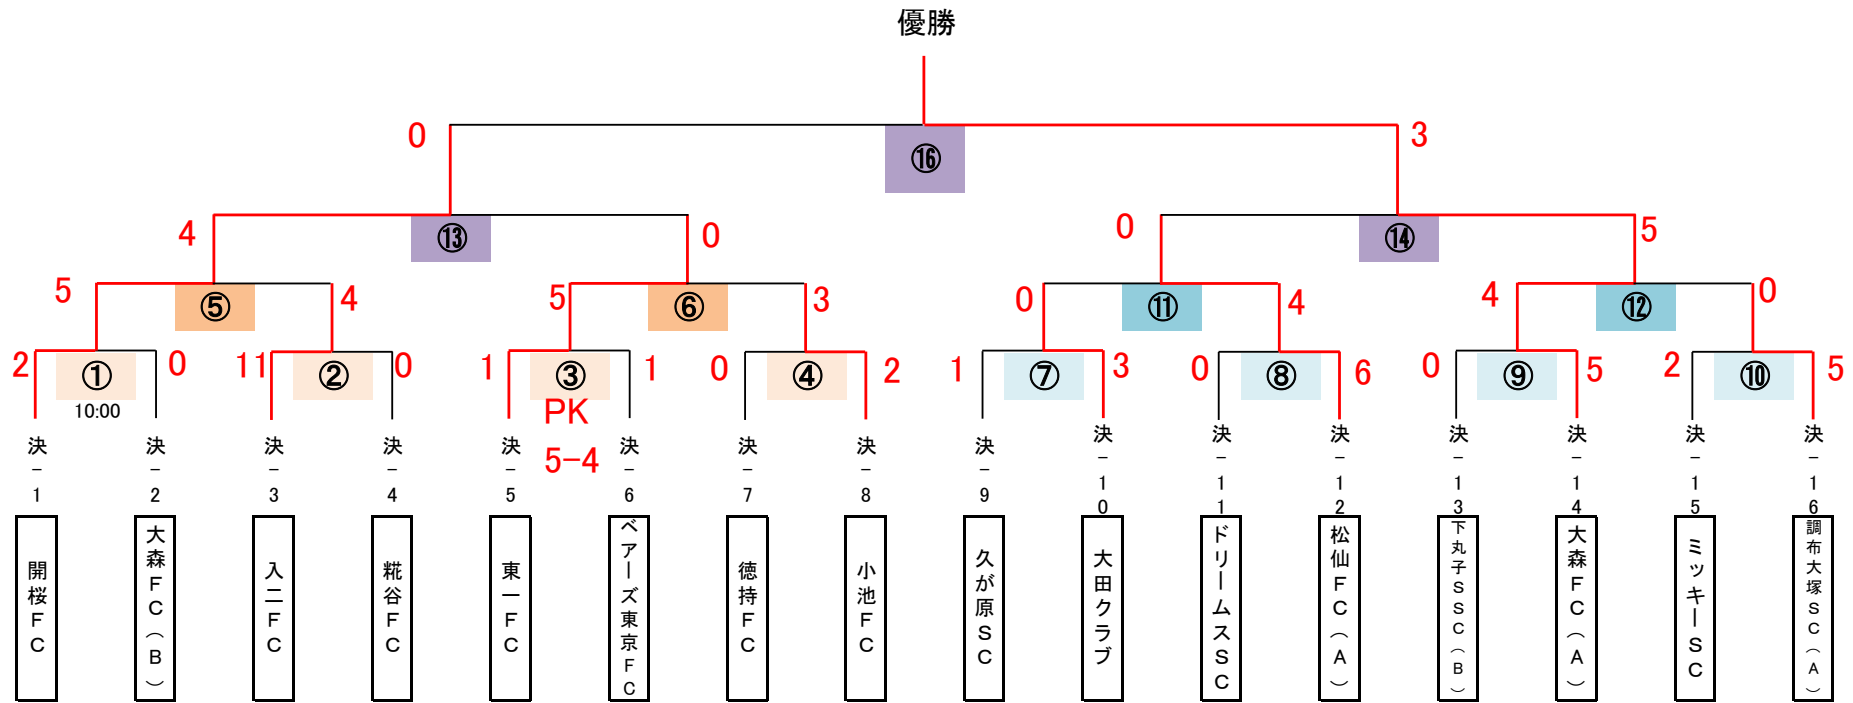 優勝
0
3
⑯
4
⑬
0
0
⑭
5
5
⑤
4
5
⑥
3
0
⑪
4
4
⑫
0
2
①
0
11
②
0
1
③
1
0
④
2
1
⑦
3
0
⑧
6
0
⑨
5
2
⑩
5
10:00
PK
5-4
決-1
決-2
決-3
決-4
決-5
決-6
決-7
決-8
決-9
決-10
決-11
決-12
決-13
決-14
決-15
決-16
開桜FC
大森FC(B)
入二FC
糀谷FC
東一FC
ベアーズ東京FC
徳持FC
小池FC
久が原SC
大田クラブ
ドリームスSC
松仙FC(A)
下丸子SSC(B)
大森FC(A)
ミッキーSC
調布大塚SC(A)